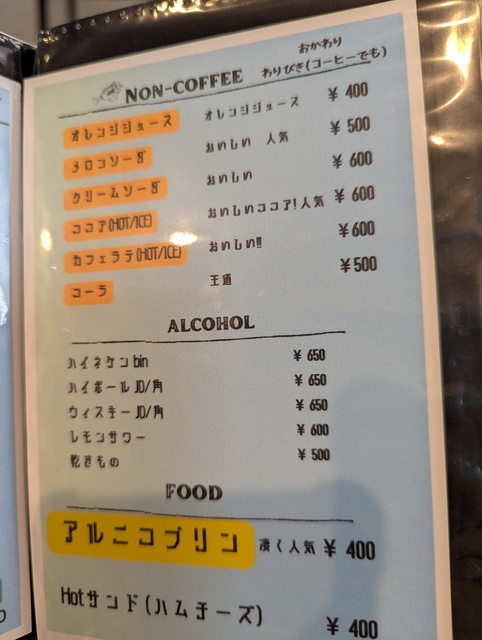 おかわり
NON-COFFEE わりびき(コーヒーでも)
オレンジジュース オレンジジュース ¥ 400
メロンソーダ おいしい 人気 ¥ 500
クリームソーダ おいしい ¥ 600
ココア(HOT/ICE) おいしいココア!人気 ¥ 600
カフェラテ(HOT/ICE) おいしい!! ¥ 600
コーラ 王道 ¥ 500
ALCOHOL
ハイネケン bin ¥ 650
ハイボール JD/角 ¥ 650
ウィスキー JD/角 ¥ 650
レモンサワー ¥ 600
乾きもの ¥ 500
FOOD
アルニコプリン 凄く人気 ¥ 400
Hotサンド(ハムチーズ) ¥ 400